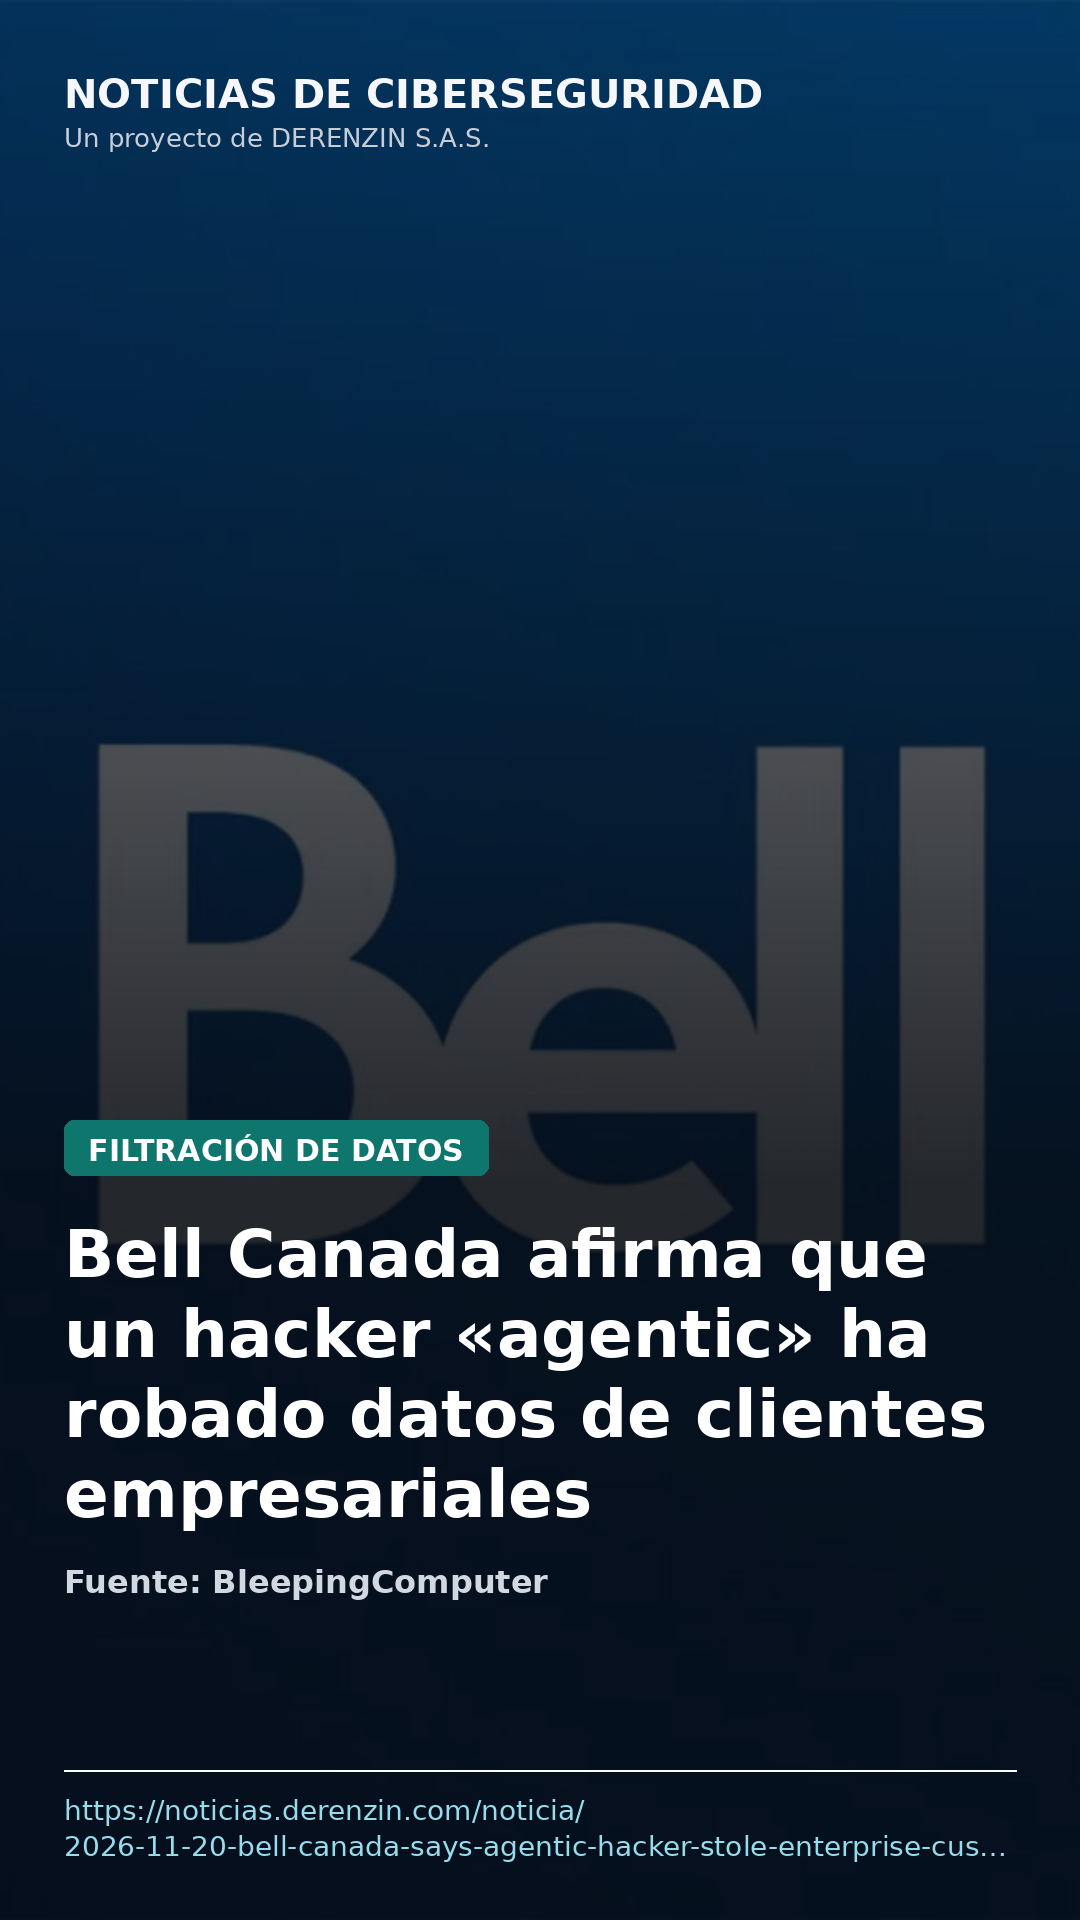 NOTICIAS DE CIBERSEGURIDAD
Un proyecto de DERENZIN S.A.S.
Bell
FILTRACIÓN DE DATOS
Bell Canada afirma que
un hacker «agentic» ha
robado datos de clientes
empresariales
Fuente: BleepingComputer
https://noticias.derenzin.com/noticia/
2026-11-20-bell-canada-says-agentic-hacker-stole-enterprise-cus…